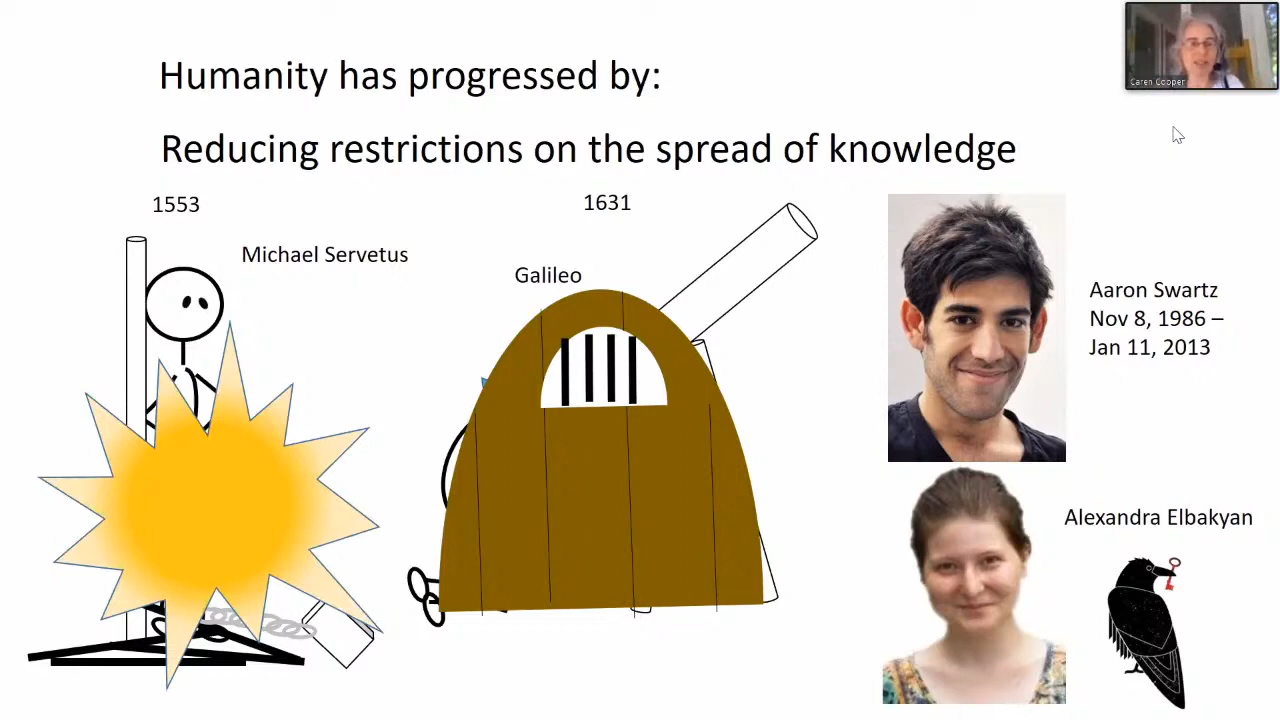 Caren Cooper
Humanity has progressed by:
Reducing restrictions on the spread of knowledge
1553
Michael Servetus
1631
Galileo
Aaron Swartz
Nov 8, 1986 –
Jan 11, 2013
Alexandra Elbakyan